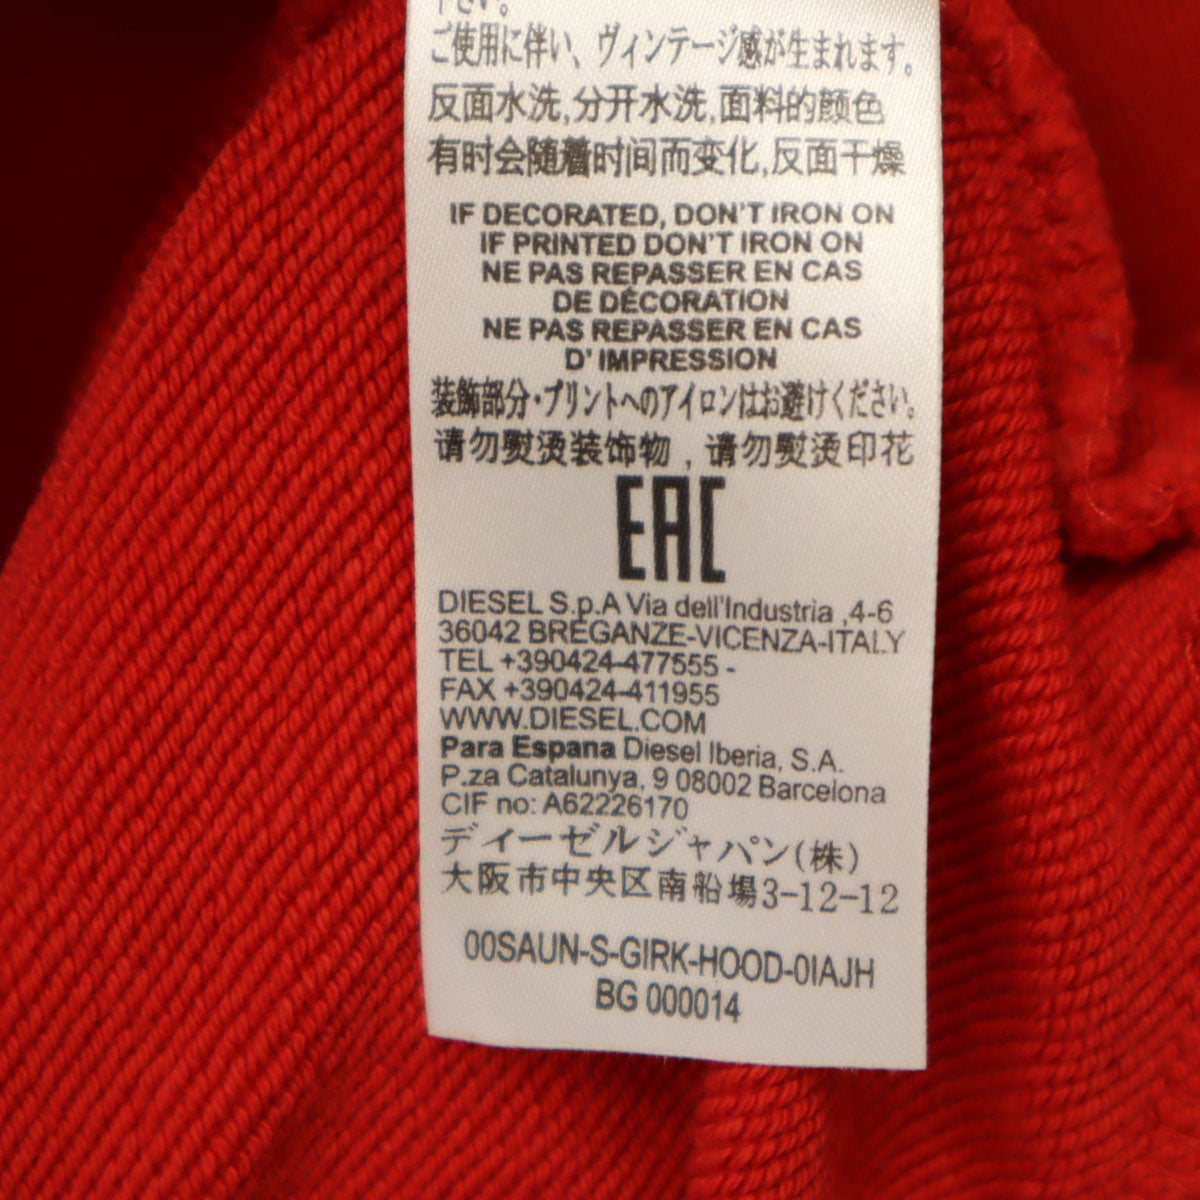 下さい。
ご使用に伴い、ヴィンテージ感が生まれます。
反面水洗,分开水洗,面料的颜色
有时会随着时间而变化,反面干燥
IF DECORATED, DON'T IRON ON
IF PRINTED DON'T IRON ON
NE PAS REPASSER EN CAS
DE DÉCORATION
NE PAS REPASSER EN CAS
D' IMPRESSION
装飾部分・プリントへのアイロンはお避けください。
请勿熨烫装饰物 , 请勿熨烫印花
EAC
DIESEL S.p.A Via dell'Industria ,4-6
36042 BREGANZE-VICENZA-ITALY
TEL +390424-477555 -
FAX +390424-411955
WWW.DIESEL.COM
Para Espana Diesel Iberia, S.A.
P.za Catalunya, 9 08002 Barcelona
CIF no: A62226170
ディーゼルジャパン(株)
大阪市中央区南船場3-12-12
00SAUN-S-GIRK-HOOD-0IAJH
BG 000014